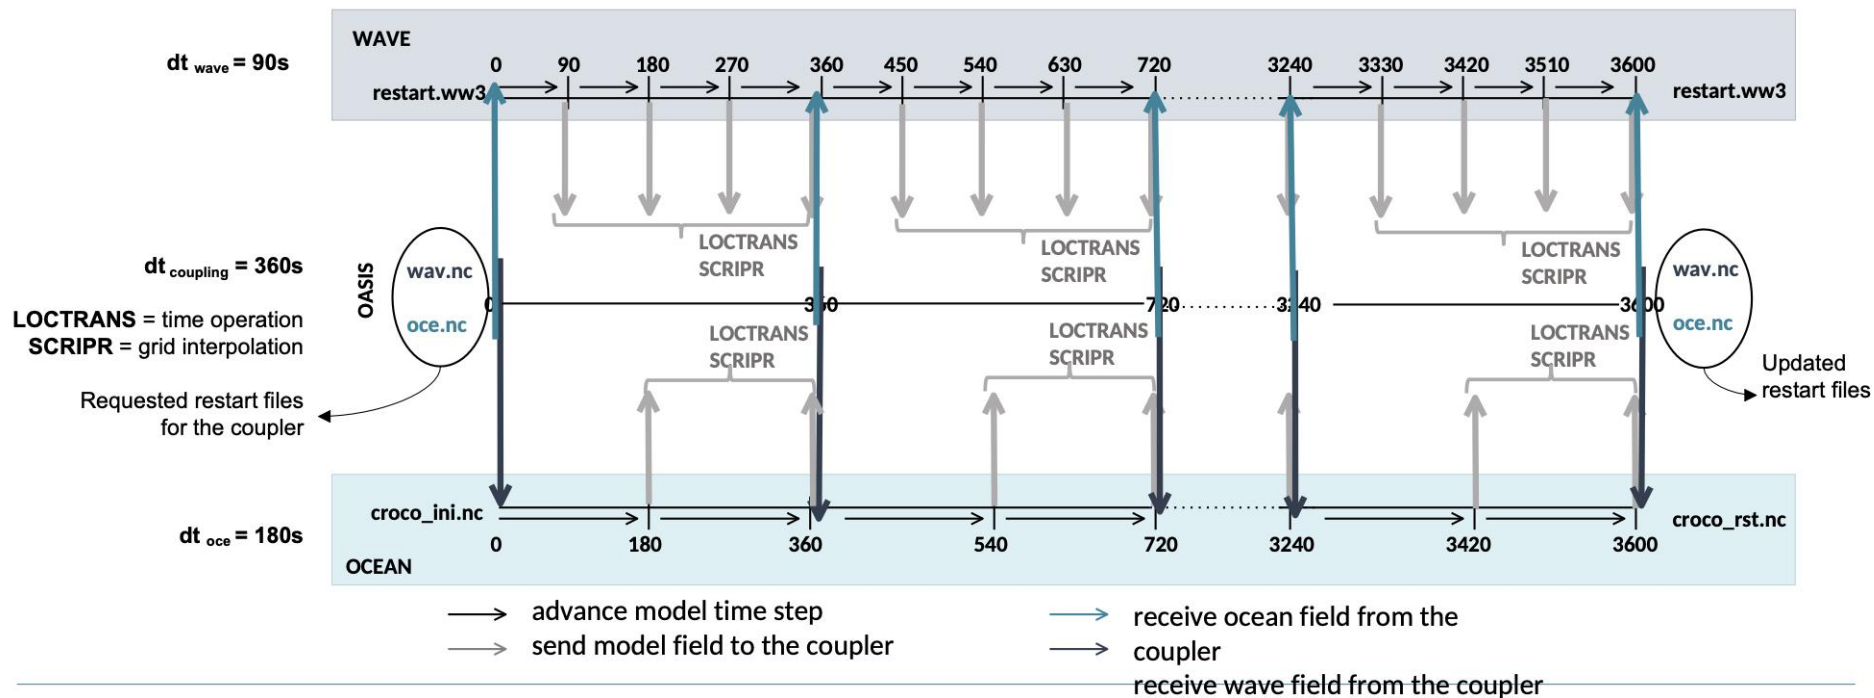 WAVE
dt wave = 90s
0 90 180 270 360 450 540 630 720 3240 3330 3420 3510 3600
restart.ww3
restart.ww3
LOCTRANS
SCRIPR
LOCTRANS
SCRIPR
LOCTRANS
SCRIPR
dt coupling = 360s
OASIS
wav.nc
oce.nc
0 360 720 3240 3600
wav.nc
oce.nc
LOCTRANS = time operation
SCRIPR = grid interpolation
LOCTRANS
SCRIPR
LOCTRANS
SCRIPR
LOCTRANS
SCRIPR
Requested restart files
for the coupler
Updated
restart files
croco_ini.nc
croco_rst.nc
dt oce = 180s
0 180 360 540 720 3240 3420 3600
OCEAN
advance model time step
send model field to the coupler
receive ocean field from the
coupler
receive wave field from the coupler